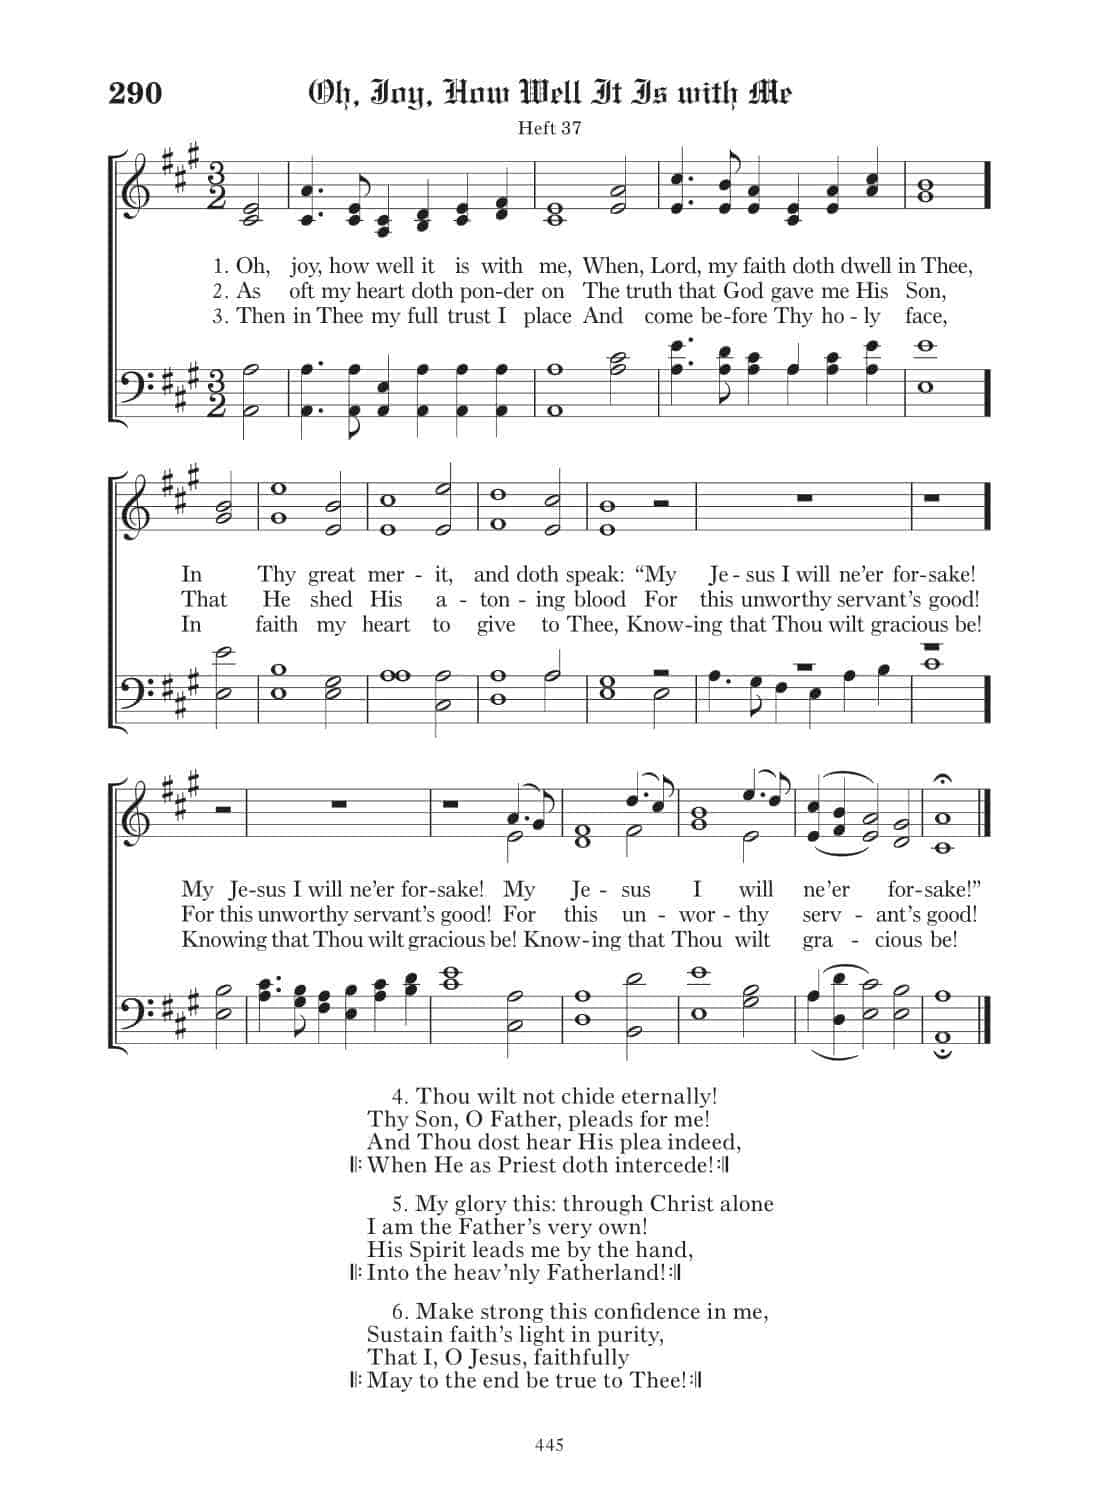 290 Oh, Joy, How Well It Is with Me
Heft 37
1. Oh, joy, how well it is with me, When, Lord, my faith doth dwell in Thee,
2. As oft my heart doth pon-der on The truth that God gave me His Son,
3. Then in Thee my full trust I place And come be-fore Thy ho - ly face,
In Thy great mer - it, and doth speak: “My Je - sus I will ne’er for-sake!
That He shed His a - ton - ing blood For this unworthy servant’s good!
In faith my heart to give to Thee, Know-ing that Thou wilt gracious be!
My Je-sus I will ne’er for-sake! My Je - sus I will ne’er for-sake!”
For this unworthy servant’s good! For this un - wor - thy serv - ant’s good!
Knowing that Thou wilt gracious be! Know-ing that Thou wilt gra - cious be!
4. Thou wilt not chide eternally!
Thy Son, O Father, pleads for me!
And Thou dost hear His plea indeed,
𝄆 When He as Priest doth intercede! 𝄇
5. My glory this: through Christ alone
I am the Father’s very own!
His Spirit leads me by the hand,
𝄆 Into the heav’nly Fatherland! 𝄇
6. Make strong this confidence in me,
Sustain faith’s light in purity,
That I, O Jesus, faithfully
𝄆 May to the end be true to Thee! 𝄇
445